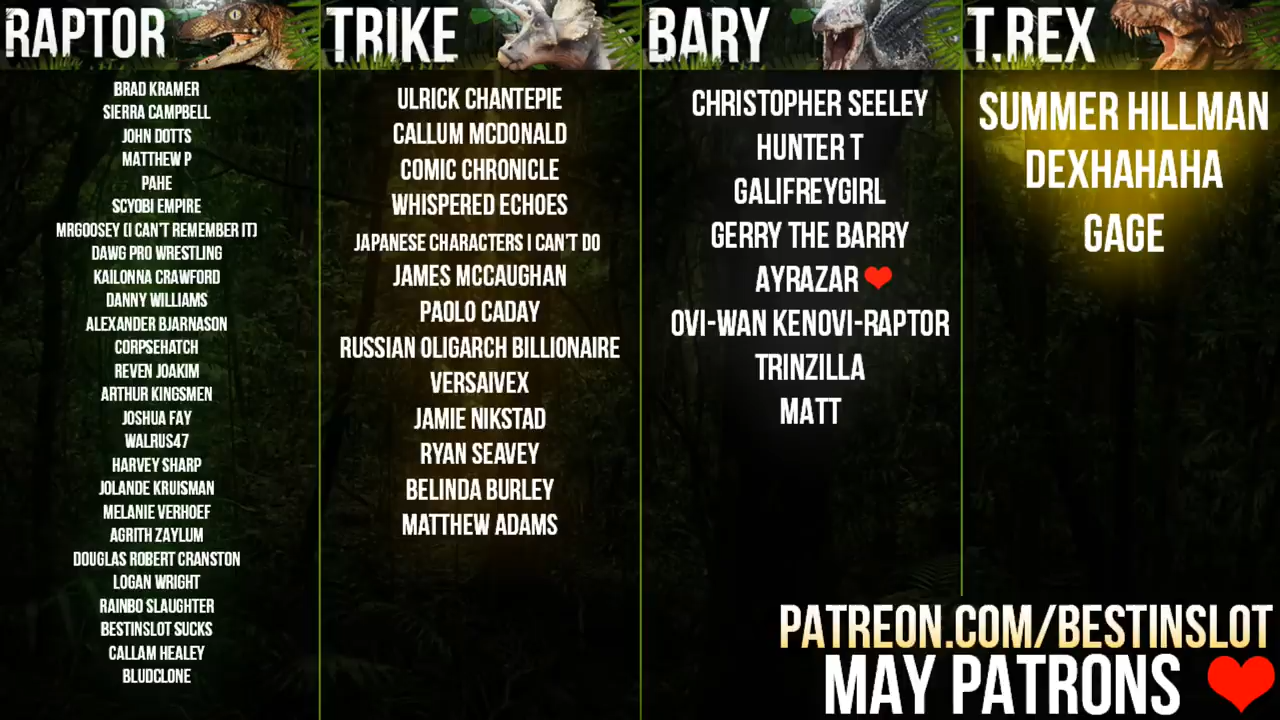 RAPTOR
BRAD KRAMER
SIERRA CAMPBELL
JOHN DOTTS
MATTHEW P
PAHE
SCYOBI EMPIRE
MRGOOSEY (I CAN'T REMEMBER IT)
DAWG PRO WRESTLING
KAILONNA CRAWFORD
DANNY WILLIAMS
ALEXANDER BJARNASON
CORPSEHATCH
REVEN JOAKIM
ARTHUR KINGSMEN
JOSHUA FAY
WALRUS47
HARVEY SHARP
JOLANDE KRUISMAN
MELANIE VERHOEF
AGRITH ZAYLUM
DOUGLAS ROBERT CRANSTON
LOGAN WRIGHT
RAINBO SLAUGHTER
BESTINSLOT SUCKS
CALLAM HEALEY
BLUDCLONE
TRIKE
ULRICK CHANTEPIE
CALLUM MCDONALD
COMIC CHRONICLE
WHISPERED ECHOES
JAPANESE CHARACTERS I CAN'T DO
JAMES MCCAUGHAN
PAOLO CADAY
RUSSIAN OLIGARCH BILLIONAIRE
VERSAIVEX
JAMIE NIKSTAD
RYAN SEAVEY
BELINDA BURLEY
MATTHEW ADAMS
BARY
CHRISTOPHER SEELEY
HUNTER T
GALIFREYGIRL
GERRY THE BARRY
AYRAZAR ❤
OVI-WAN KENOVI-RAPTOR
TRINZILLA
MATT
T.REX
SUMMER HILLMAN
DEXHAHAHA
GAGE
PATREON.COM/BESTINSLOT
MAY PATRONS ❤